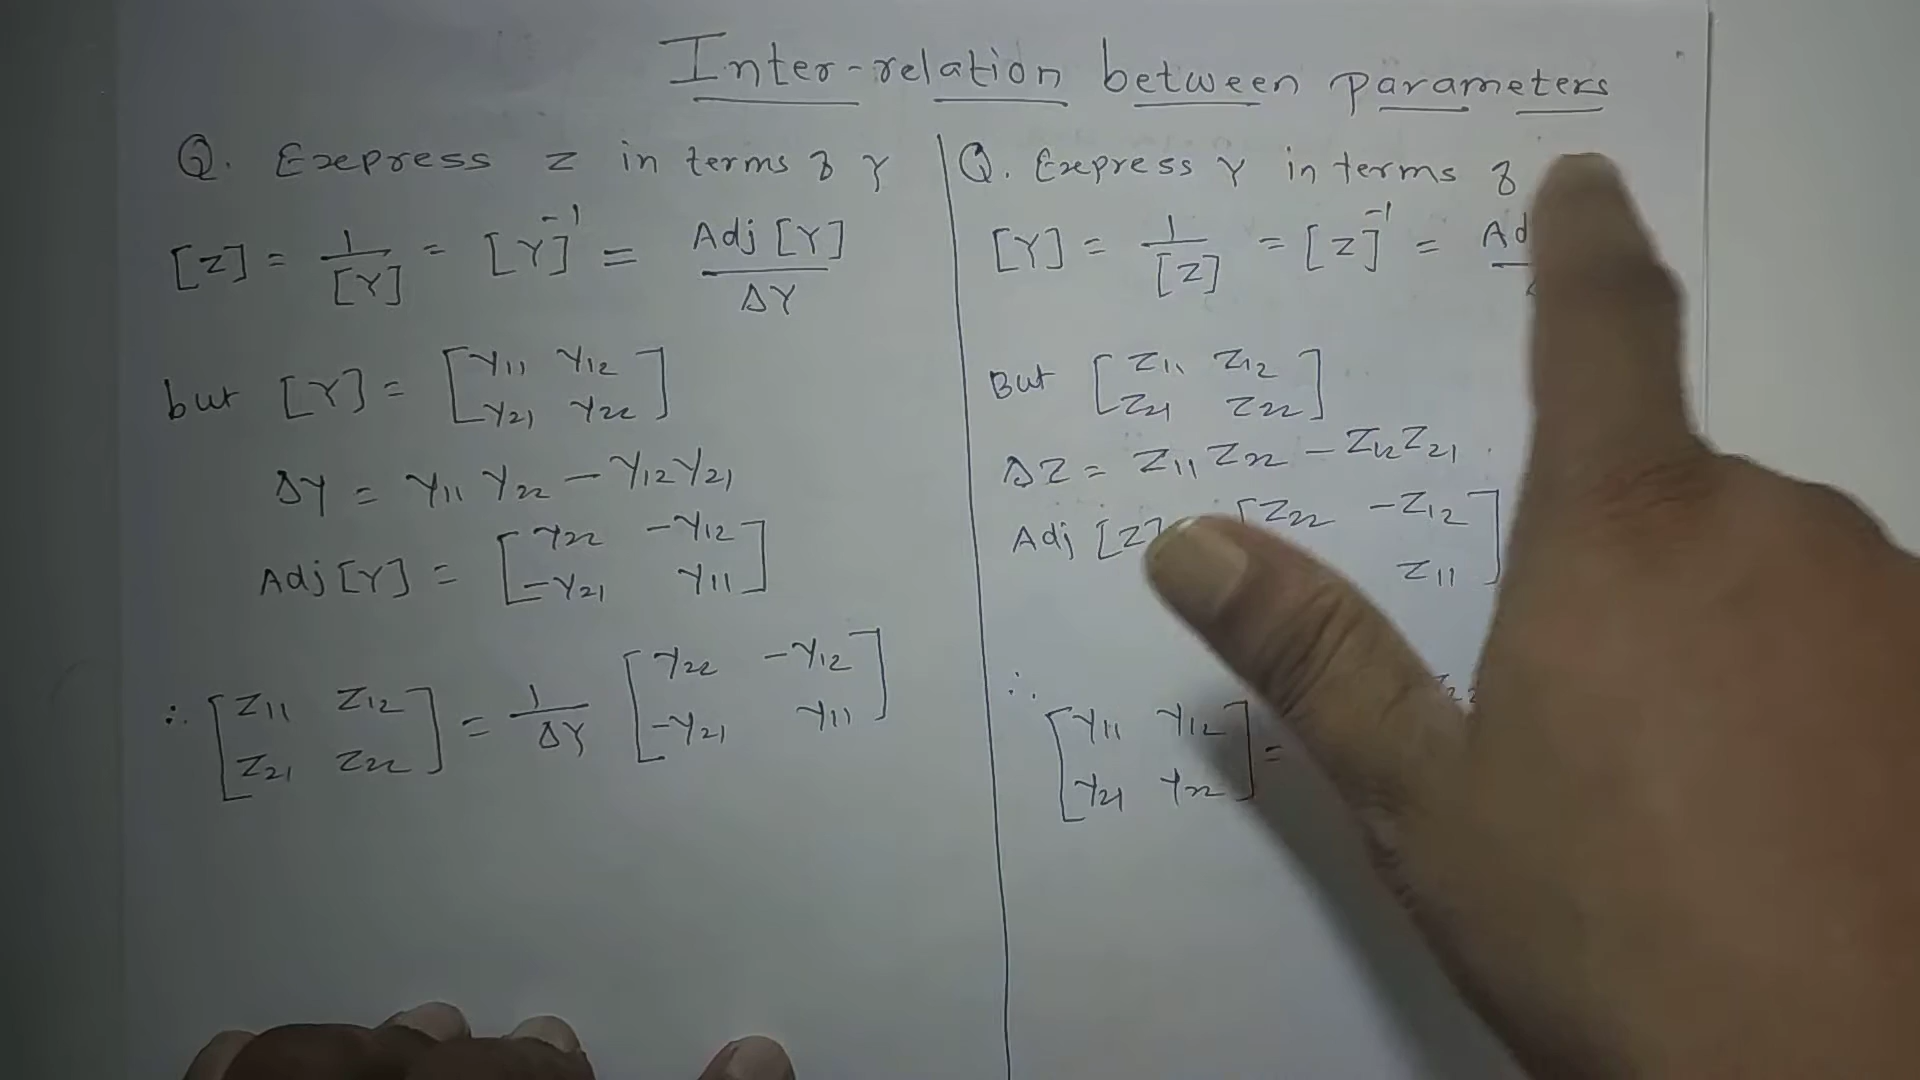 Inter-relation between parameters
Q. Express Z in terms of Y
[Z] = 1/[Y] = [Y]⁻¹ = Adj [Y]/ΔY
but [Y] = [Y11 Y12
Y21 Y22]
ΔY = Y11 Y22 - Y12 Y21
Adj [Y] = [Y22 -Y12
-Y21 Y11]
∴ [Z11 Z12
Z21 Z22] = 1/ΔY [Y22 -Y12
-Y21 Y11]
Q. Express Y in terms of
[Y] = 1/[Z] = [Z]⁻¹ = Ad
But [Z11 Z12
Z21 Z22]
ΔZ = Z11 Z22 - Z12 Z21
Adj [Z] [Z22 -Z12
Z11]
∴
[Y11 Y12
Y21 Y22] =